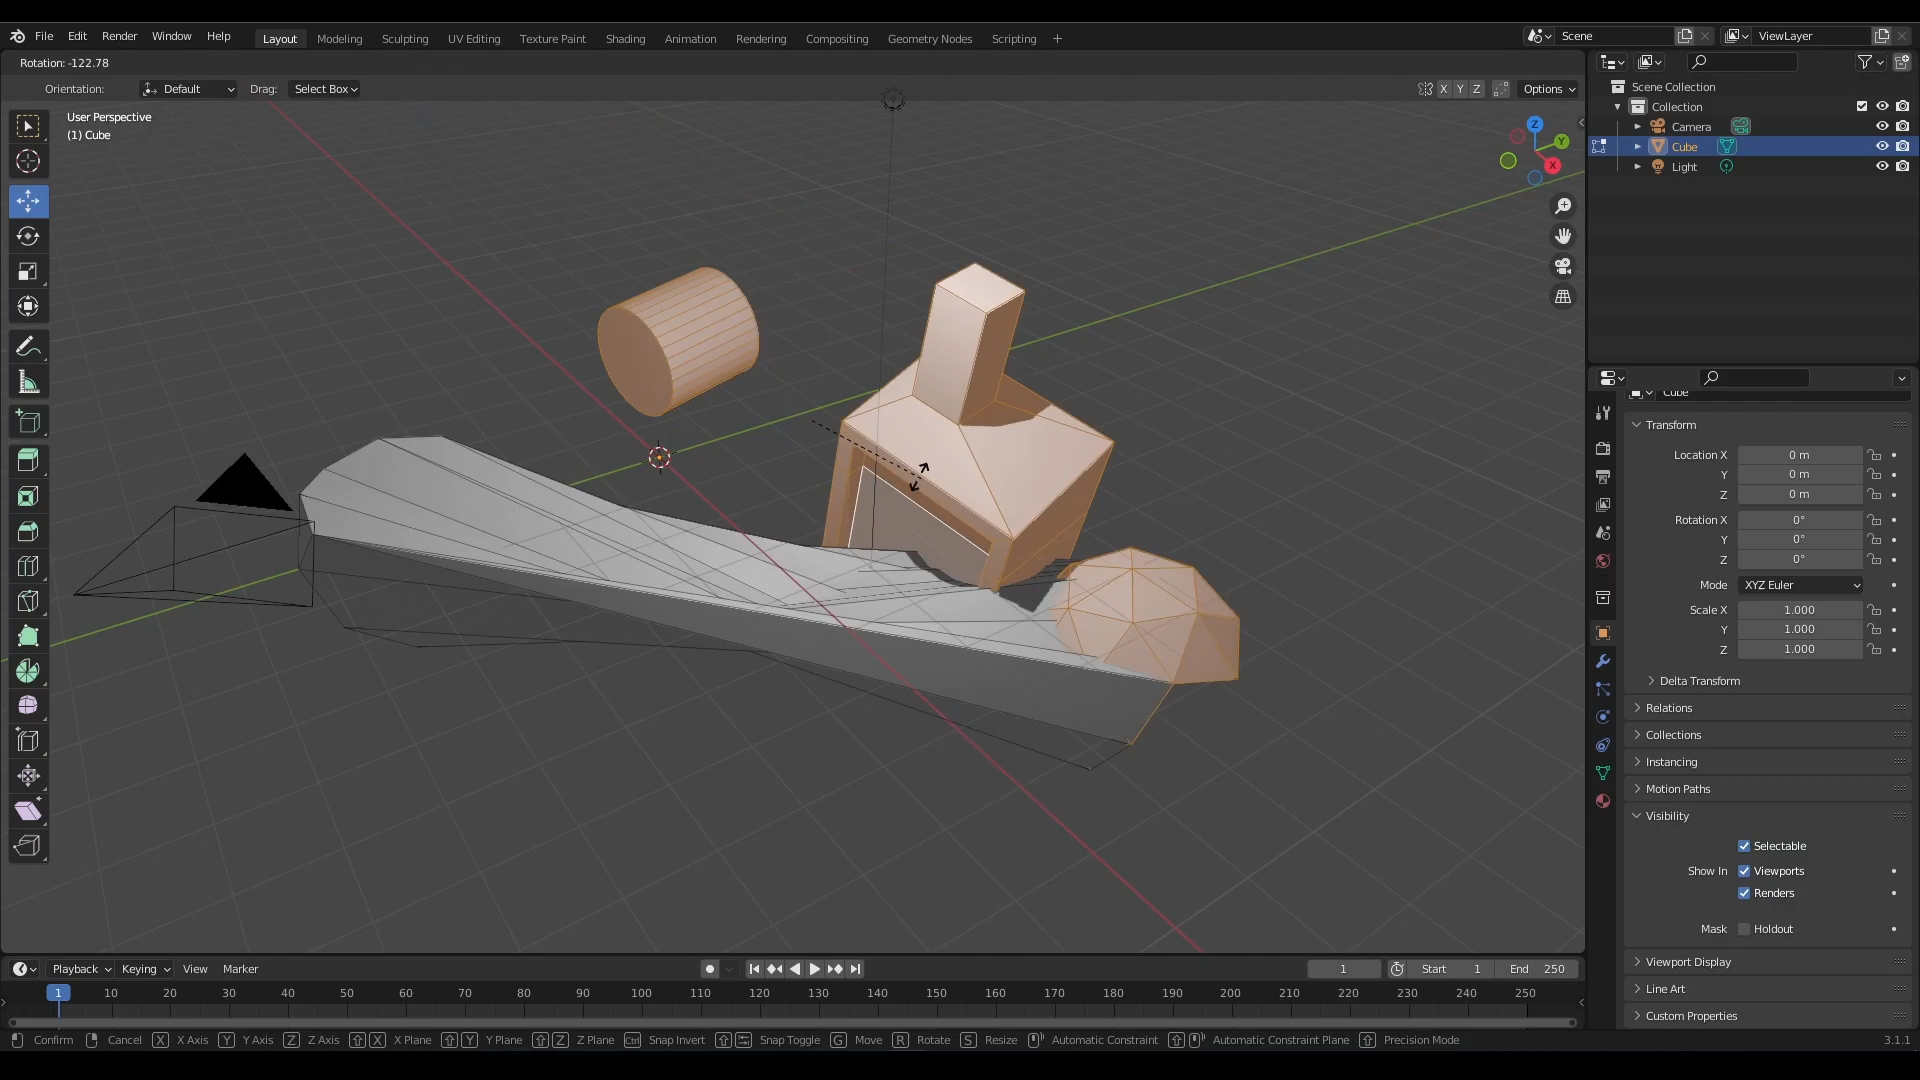 File Edit Render Window Help Layout Modeling Sculpting UV Editing Texture Paint Shading Animation Rendering Compositing Geometry Nodes Scripting + Scene ViewLayer
Rotation: -122.78
Orientation: Default Drag: Select Box X Y Z Options
User Perspective
(1) Cube
Z
Y
X
Scene Collection
Collection
Camera
Cube
Light
Cube
Transform
Location X 0 m
Y 0 m
Z 0 m
Rotation X 0°
Y 0°
Z 0°
Mode XYZ Euler
Scale X 1.000
Y 1.000
Z 1.000
Delta Transform
Relations
Collections
Instancing
Motion Paths
Visibility
Selectable
Show In Viewports
Renders
Mask Holdout
Viewport Display
Line Art
Custom Properties
Playback Keying View Marker 1 Start 1 End 250
1 10 20 30 40 50 60 70 80 90 100 110 120 130 140 150 160 170 180 190 200 210 220 230 240 250
Confirm Cancel X X Axis Y Y Axis Z Z Axis X X Plane Y Y Plane Z Z Plane Ctrl Snap Invert Snap Toggle G Move R Rotate S Resize Automatic Constraint Automatic Constraint Plane Precision Mode 3.1.1